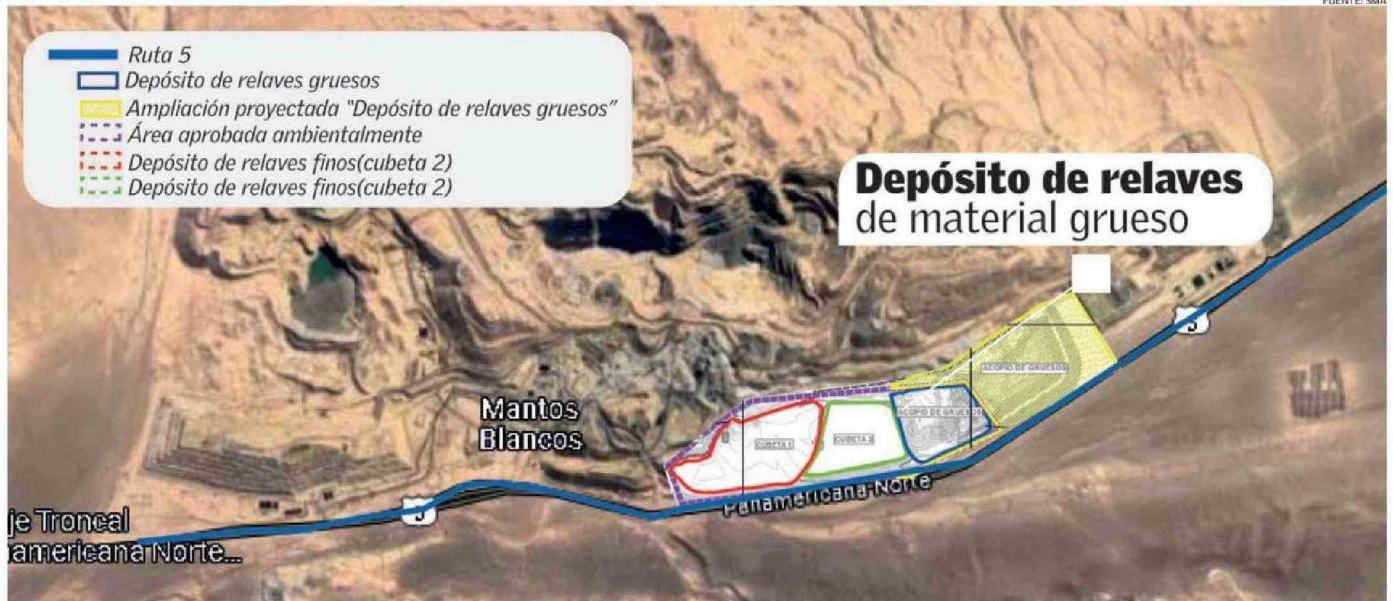 FUENTE: SMA
Ruta 5
Depósito de relaves gruesos
Ampliación proyectada "Depósito de relaves gruesos"
Área aprobada ambientalmente
Depósito de relaves finos(cubeta 2)
Depósito de relaves finos(cubeta 2)
Depósito de relaves
de material grueso
5
ACOPIO DE GRUESOS
Mantos
Blancos
ACOPIO DE GRUESOS
CUBETA 1
CUBETA 2
Panamericana Norte
5
je Troncal
americana Norte...